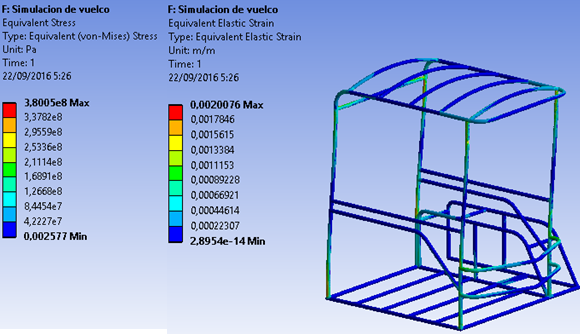 F: Simulacion de vuelco
Equivalent Stress
Type: Equivalent (von-Mises) Stress
Unit: Pa
Time: 1
22/09/2016 5:26
3,8005e8 Max
3,3782e8
2,9559e8
2,5336e8
2,1114e8
1,6891e8
1,2668e8
8,4454e7
4,2227e7
0,002577 Min
F: Simulacion de vuelco
Equivalent Elastic Strain
Type: Equivalent Elastic Strain
Unit: m/m
Time: 1
22/09/2016 5:26
0,0020076 Max
0,0017846
0,0015615
0,0013384
0,0011153
0,00089228
0,00066921
0,00044614
0,00022307
2,8954e-14 Min